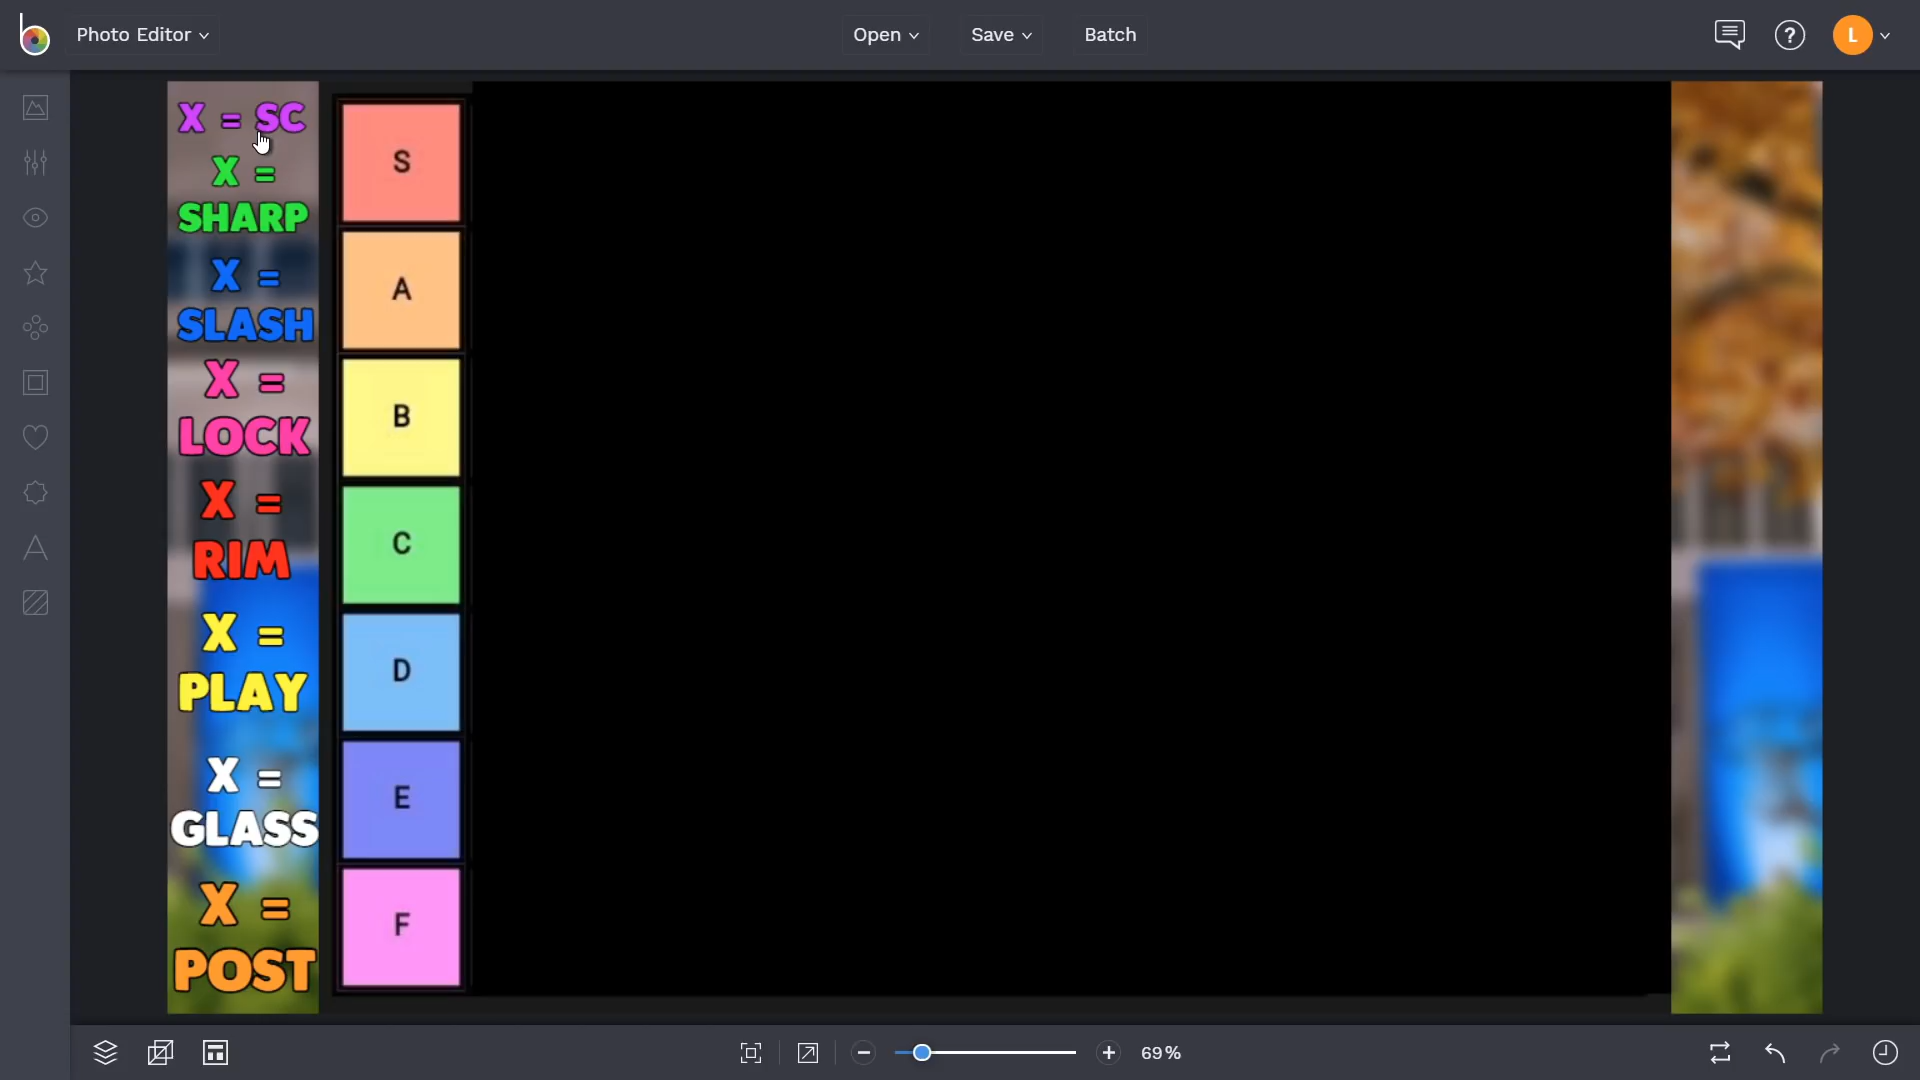 Photo Editor
Open
Save
Batch
L
X = SC
X =
SHARP
X =
SLASH
X =
LOCK
X =
RIM
X =
PLAY
X =
GLASS
X =
POST
S
A
B
C
D
E
F
69 %